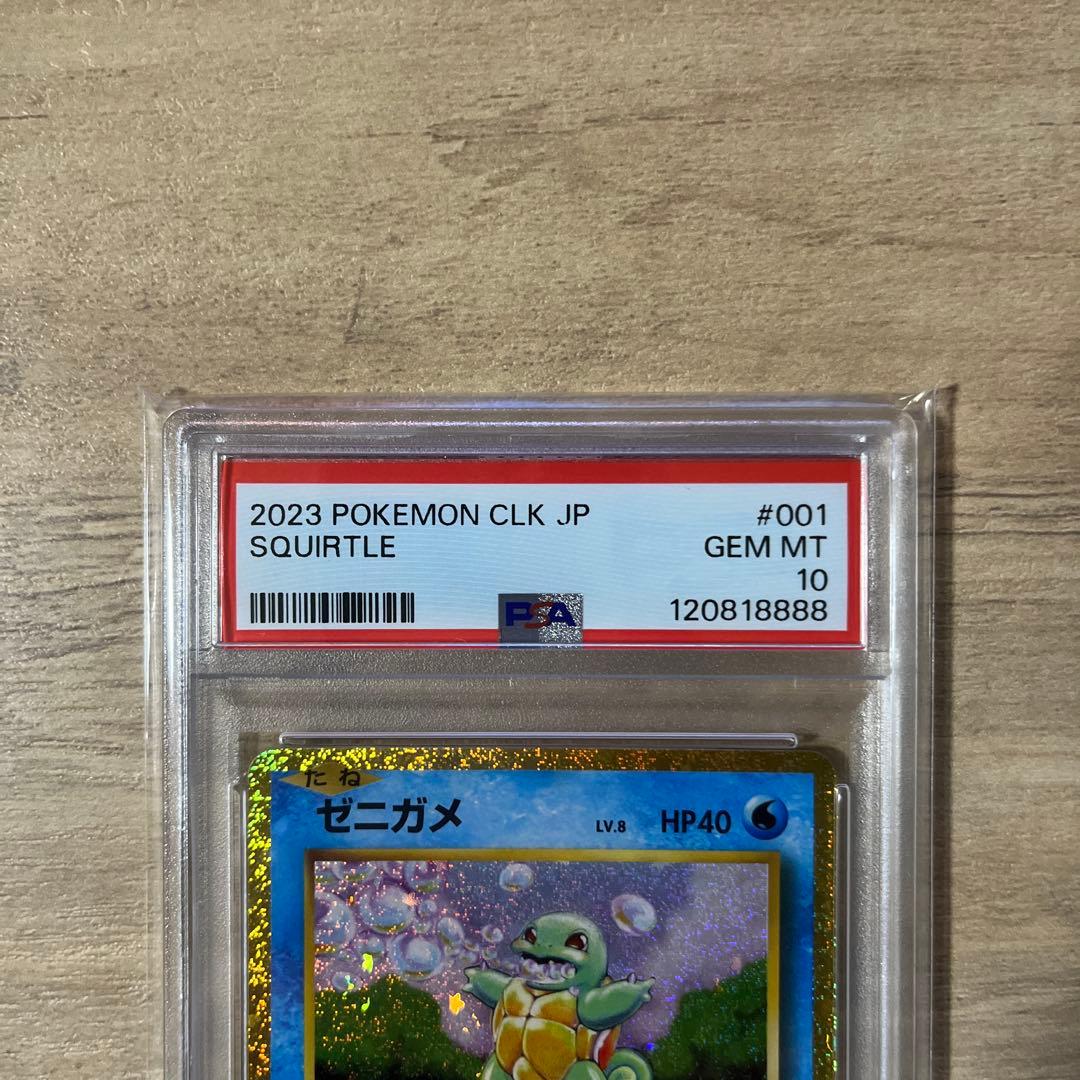 2023 POKEMON CLK JP #001
SQUIRTLE GEM MT
10
PSA 120818888
たね
ゼニガメ LV.8 HP40